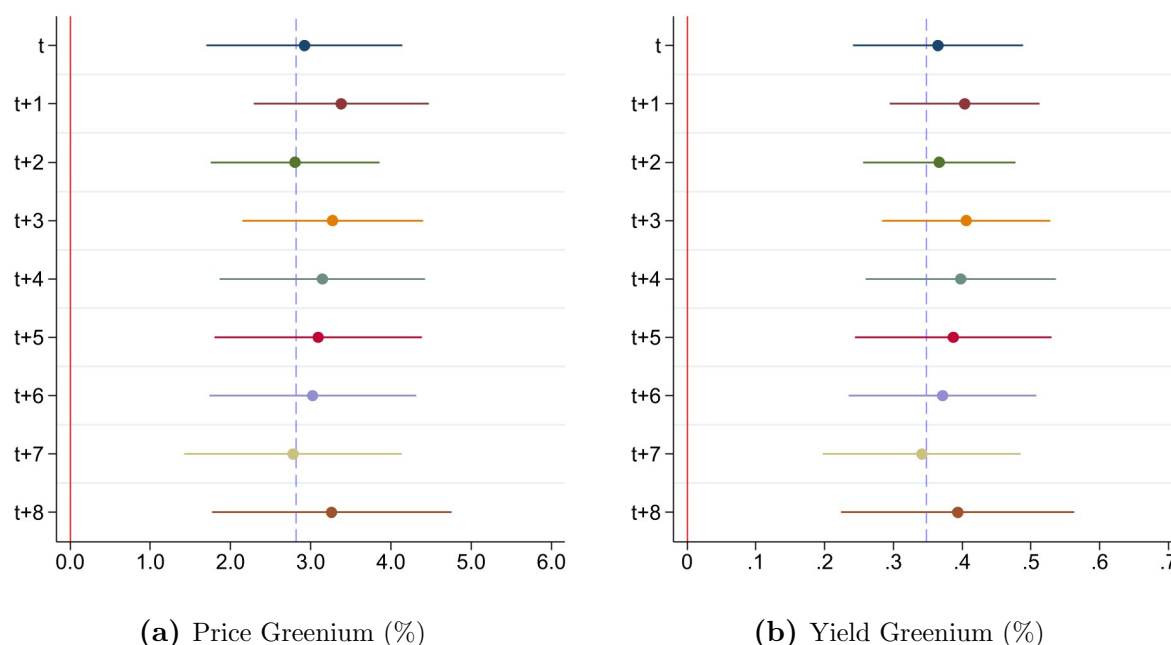 t
t+1
t+2
t+3
t+4
t+5
t+6
t+7
t+8
0.0 1.0 2.0 3.0 4.0 5.0 6.0
(a) Price Greenium (%)
t
t+1
t+2
t+3
t+4
t+5
t+6
t+7
t+8
0 .1 .2 .3 .4 .5 .6 .7
(b) Yield Greenium (%)